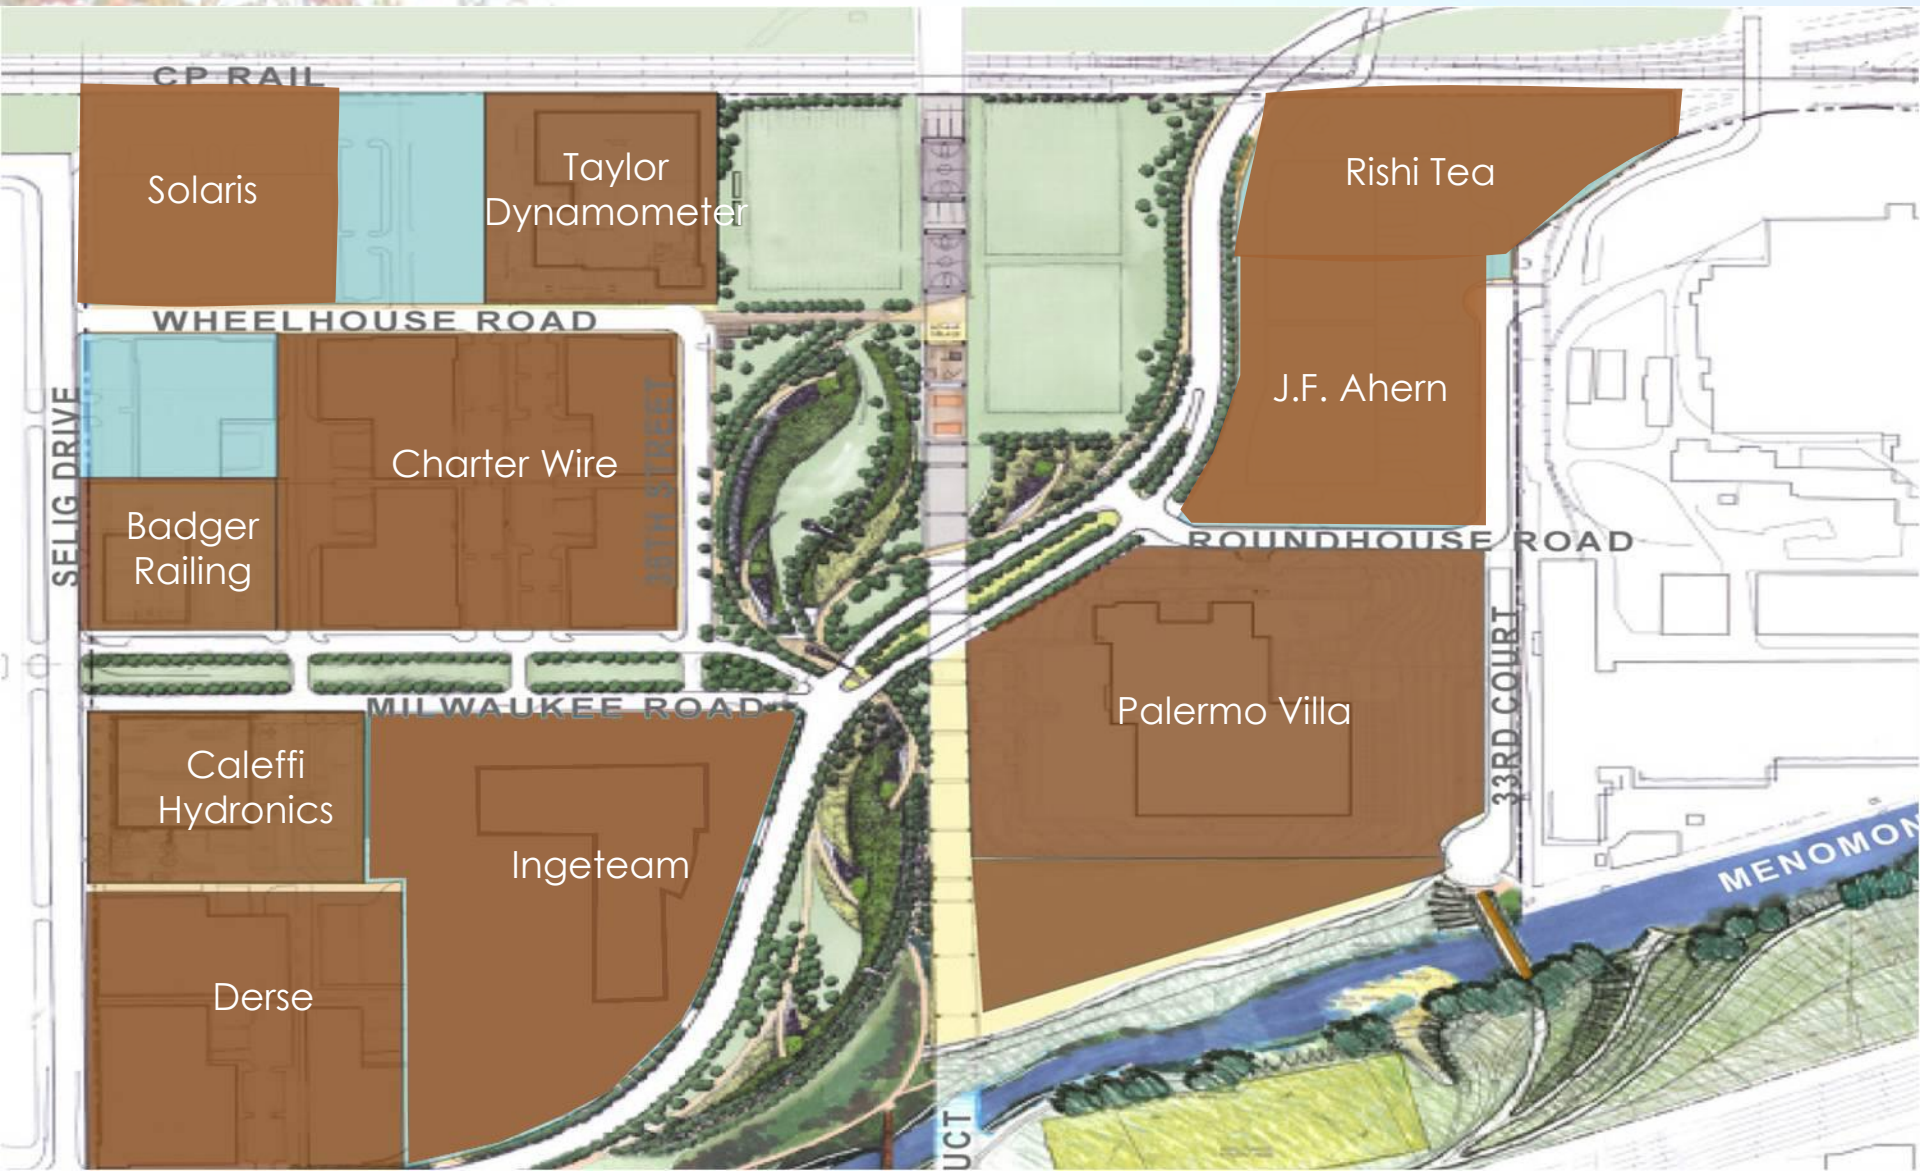 CP RAIL
Solaris
Taylor
Dynamometer
Rishi Tea
WHEELHOUSE ROAD
SELIG DRIVE
Charter Wire
J.F. Ahern
Badger
Railing
ROUNDHOUSE ROAD
MILWAUKEE ROAD
33RD COURT
Palermo Villa
Caleffi
Hydronics
Ingeteam
MENOMON
Derse
UCT